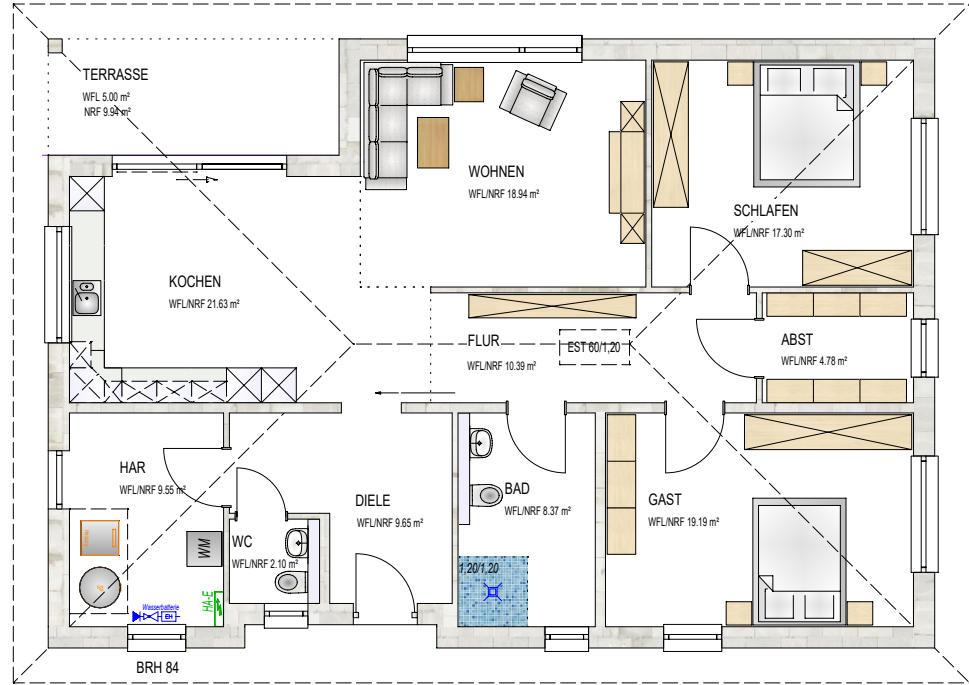 TERRASSE
WFL 5.00 m²
NRF 9.94 m²
WOHNEN
WFL/NRF 18.94 m²
SCHLAFEN
WFL/NRF 17.30 m²
KOCHEN
WFL/NRF 21.63 m²
FLUR
WFL/NRF 10.39 m²
EST 60/1,20
ABST
WFL/NRF 4.78 m²
HAR
WFL/NRF 9.55 m²
DIELE
WFL/NRF 9.65 m²
BAD
WFL/NRF 8.37 m²
GAST
WFL/NRF 19.19 m²
WC
WFL/NRF 2.10 m²
WM
1,20/1,20
HA-E
Wasserbatterie
EH
BRH 84